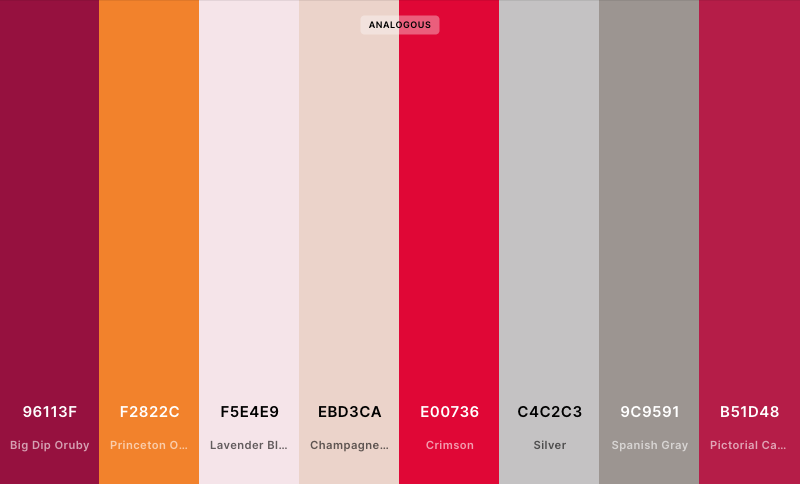 ANALOGOUS
96113F F2822C F5E4E9 EBD3CA E00736 C4C2C3 9C9591 B51D48
Big Dip Oruby Princeton O... Lavender Bl... Champagne... Crimson Silver Spanish Gray Pictorial Ca...